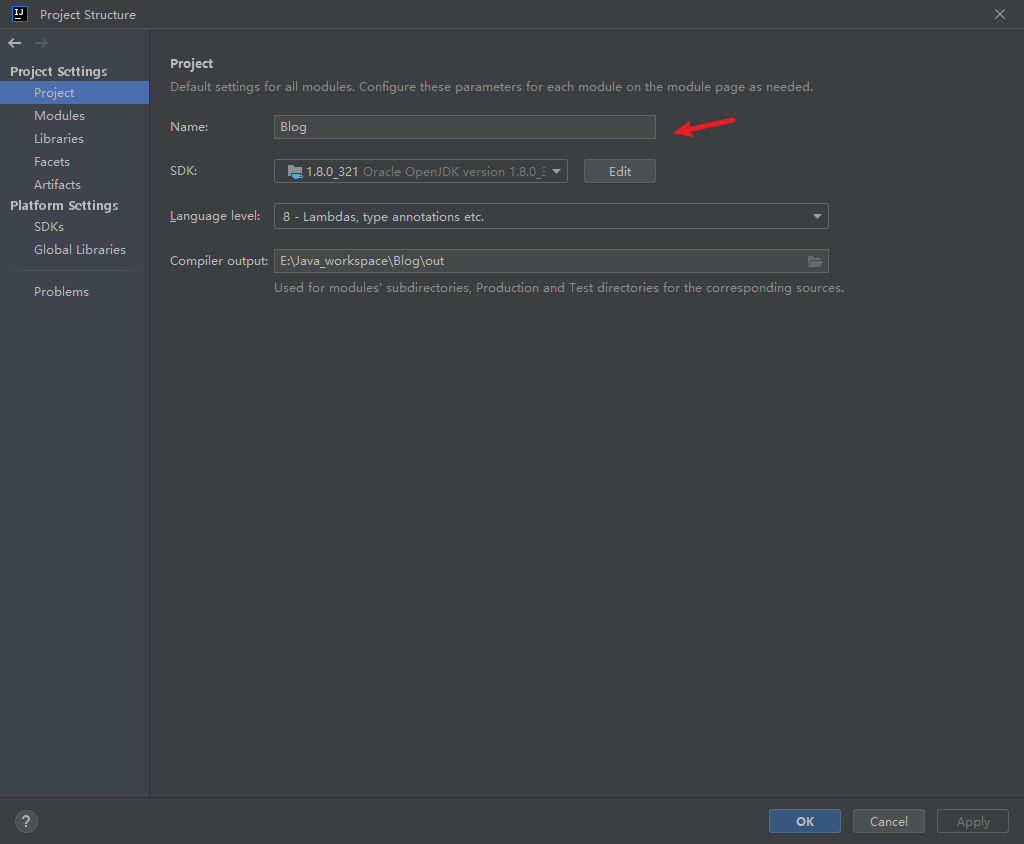 IJ
Project Structure
Project Settings
Project
Modules
Libraries
Facets
Artifacts
Platform Settings
SDKs
Global Libraries
Problems
Project
Default settings for all modules. Configure these parameters for each module on the module page as needed.
Name: Blog
SDK: 1.8.0_321 Oracle OpenJDK version 1.8.0_ Edit
Language level: 8 - Lambdas, type annotations etc.
Compiler output: E:\Java_workspace\Blog\out
Used for modules' subdirectories, Production and Test directories for the corresponding sources.
? OK Cancel Apply